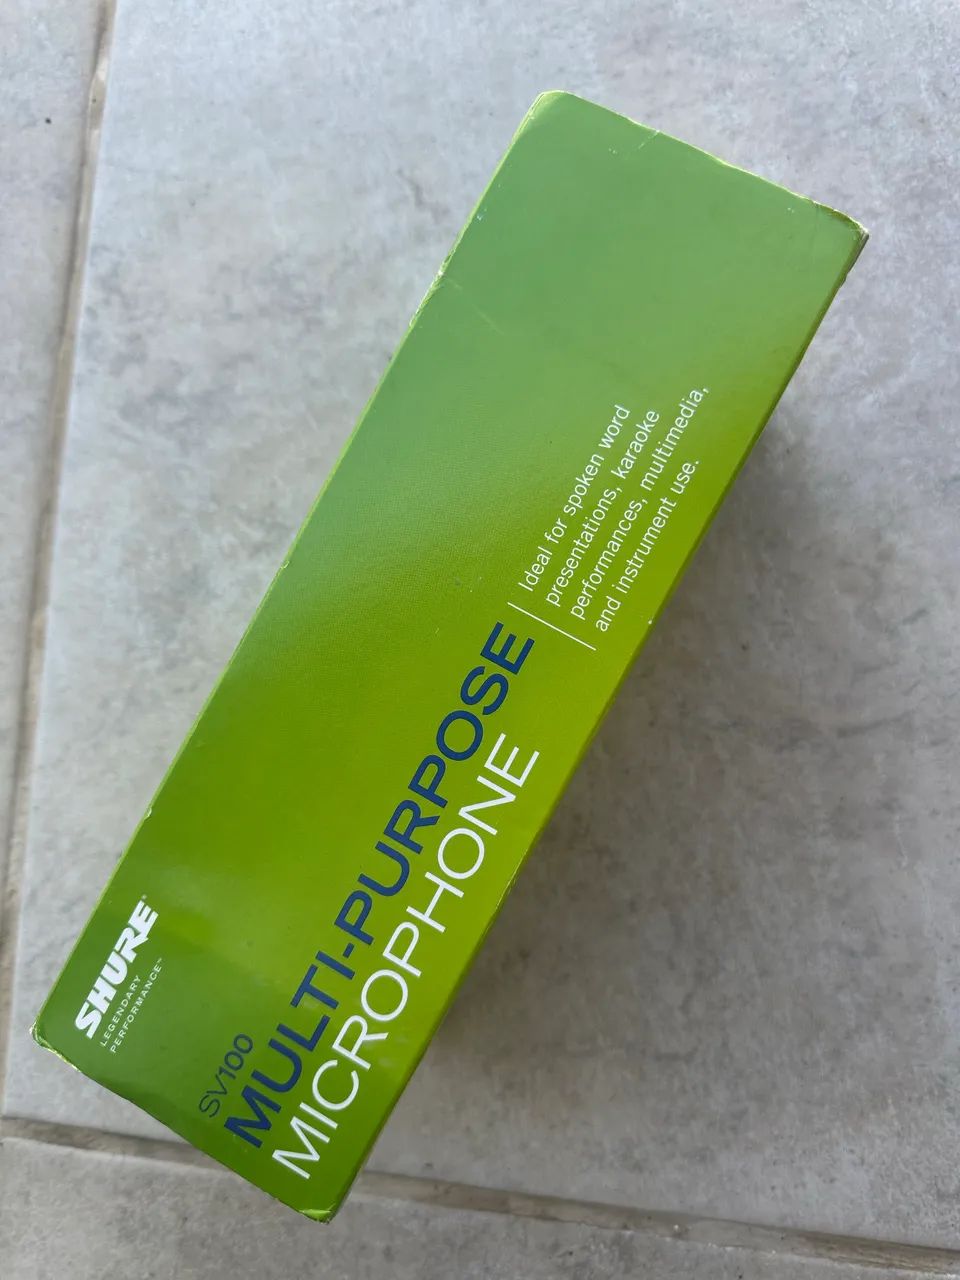 SHURE®
LEGENDARY
PERFORMANCE™
SV100
MULTI-PURPOSE
MICROPHONE
Ideal for spoken word
presentations, karaoke
performances, multimedia,
and instrument use.